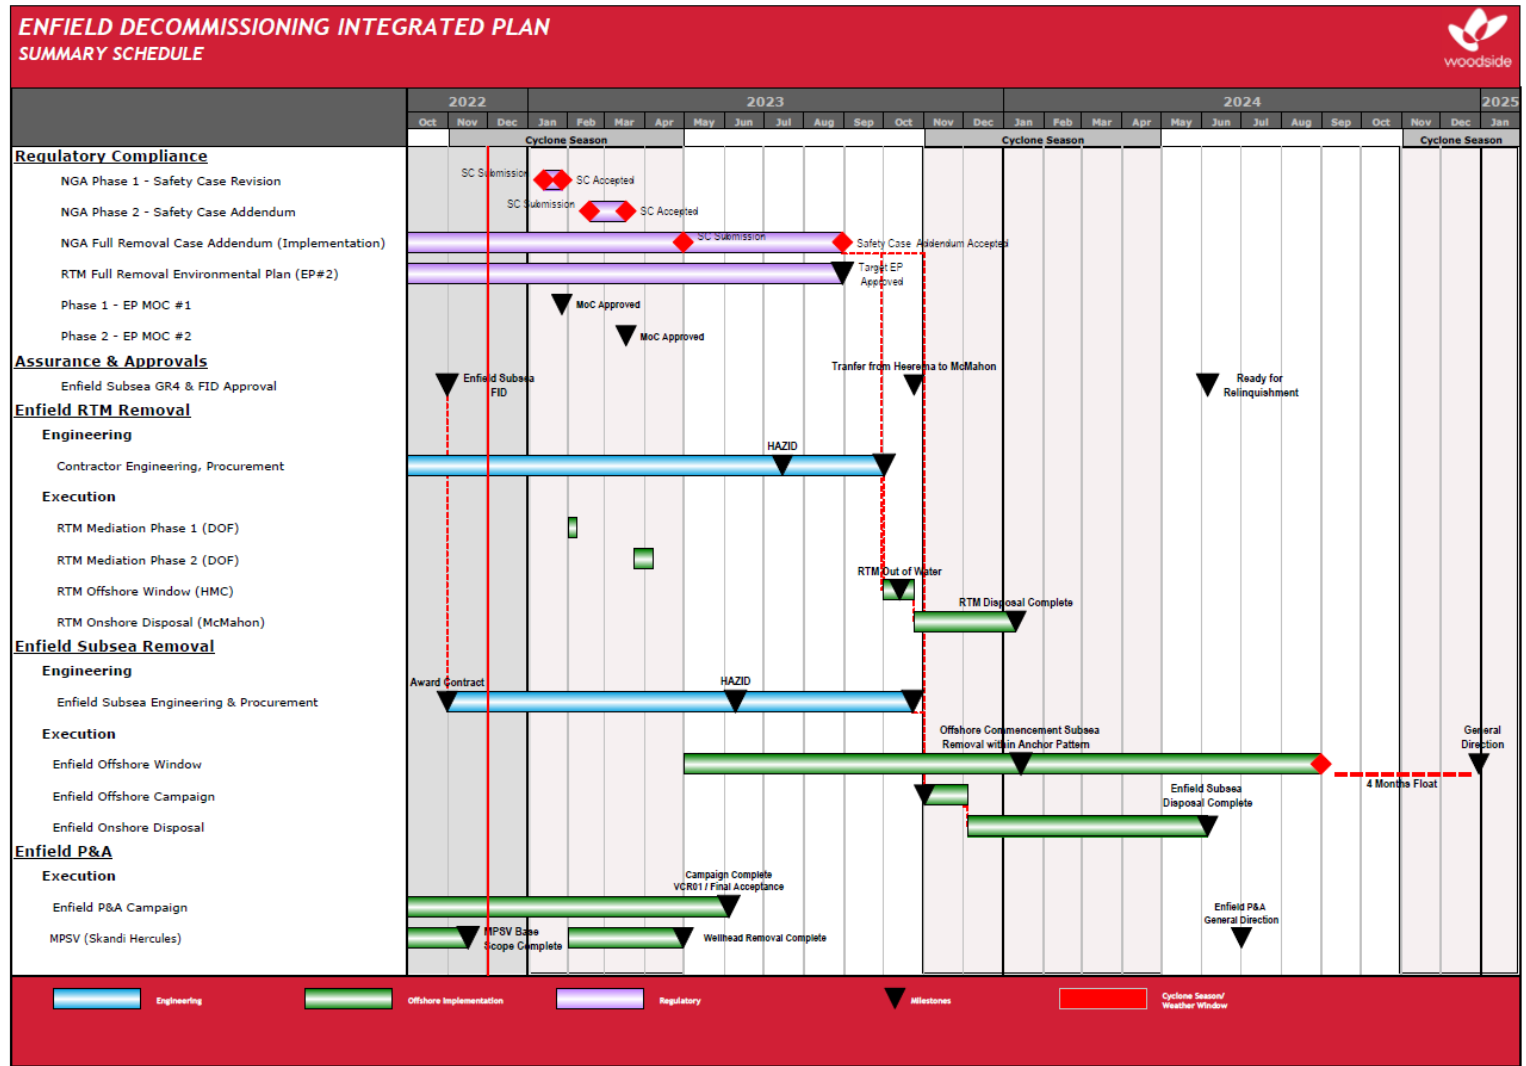 ENFIELD DECOMMISSIONING INTEGRATED PLAN
SUMMARY SCHEDULE
woodside
2022 2023 2024 2025
Oct Nov Dec Jan Feb Mar Apr May Jun Jul Aug Sep Oct Nov Dec Jan Feb Mar Apr May Jun Jul Aug Sep Oct Nov Dec Jan
Cyclone Season Cyclone Season Cyclone Season
Regulatory Compliance
NGA Phase 1 - Safety Case Revision
SC Submission
SC Accepted
NGA Phase 2 - Safety Case Addendum
SC Submission
SC Accepted
NGA Full Removal Case Addendum (Implementation)
SC Submission
Safety Case Addendum Accepted
RTM Full Removal Environmental Plan (EP#2)
Target EP
Approved
Phase 1 - EP MOC #1
MoC Approved
Phase 2 - EP MOC #2
MoC Approved
Assurance & Approvals
Tranfer from Heerema to McMahon
Enfield Subsea GR4 & FID Approval
Enfield Subsea
FID
Ready for
Relinquishment
Enfield RTM Removal
Engineering
HAZID
Contractor Engineering, Procurement
Execution
RTM Mediation Phase 1 (DOF)
RTM Mediation Phase 2 (DOF)
RTM Out of Water
RTM Offshore Window (HMC)
RTM Disposal Complete
RTM Onshore Disposal (McMahon)
Enfield Subsea Removal
Engineering
Award Contract
HAZID
Enfield Subsea Engineering & Procurement
Execution
Offshore Commencement Subsea
Removal within Anchor Pattern
General
Direction
Enfield Offshore Window
4 Months Float
Enfield Offshore Campaign
Enfield Subsea
Disposal Complete
Enfield Onshore Disposal
Enfield P&A
Execution
Campaign Complete
VCR01 / Final Acceptance
Enfield P&A Campaign
Enfield P&A
General Direction
MPSV (Skandi Hercules)
MPSV Base
Scope Complete
Wellhead Removal Complete
Engineering
Offshore Implementation
Regulatory
Milestones
Cyclone Season/
Weather Window